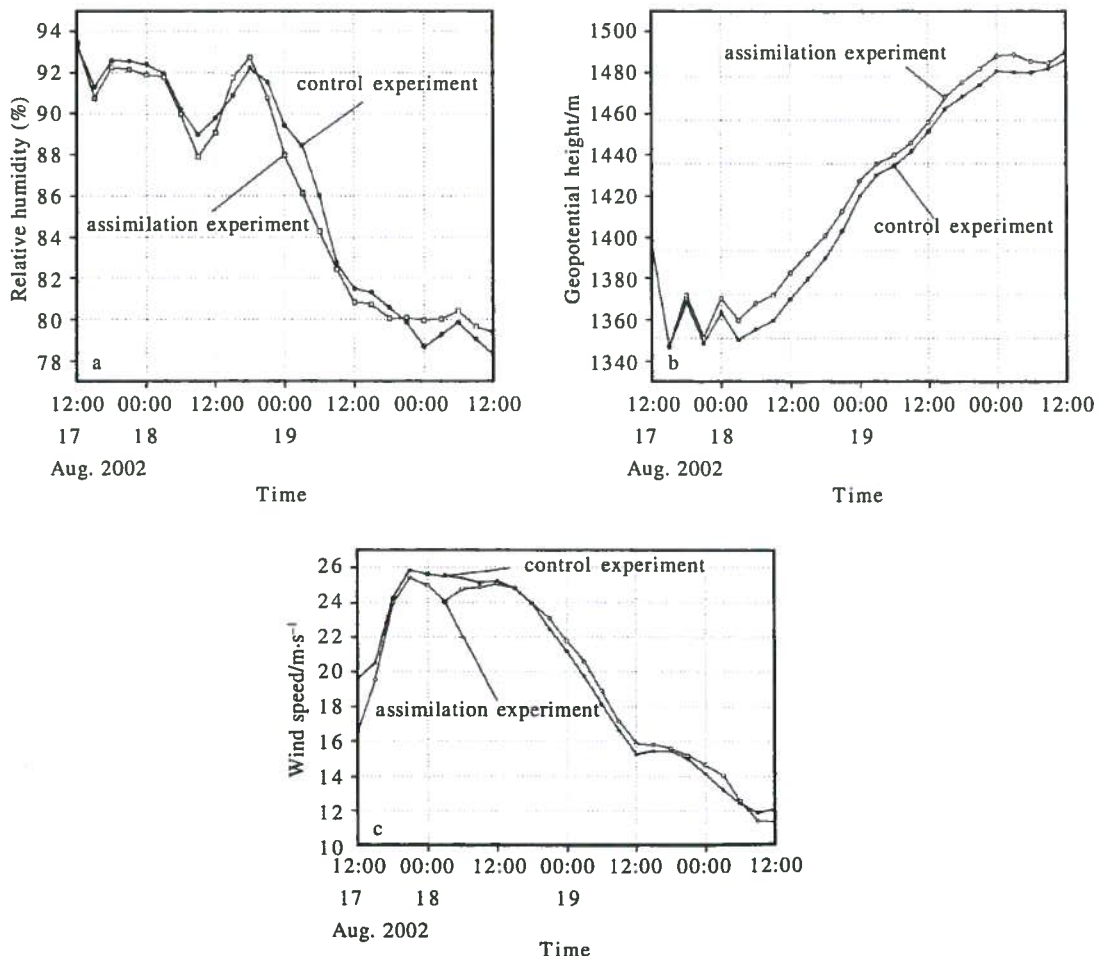 94
92
90
88
86
84
82
80
78
Relative humidity (%)
control experiment
assimilation experiment
a
12:00 00:00 12:00 00:00 12:00 00:00 12:00
17 18 19
Aug. 2002
Time
1510
1480
1460
1440
1420
1400
1380
1360
1340
Geopotential height/m
assimilation experiment
control experiment
b
12:00 00:00 12:00 00:00 12:00 00:00 12:00
17 18 19
Aug. 2002
Time
26
24
22
20
18
16
14
12
10
Wind speed/m·s⁻¹
control experiment
assimilation experiment
c
12:00 00:00 12:00 00:00 12:00 00:00 12:00
17 18 19
Aug. 2002
Time